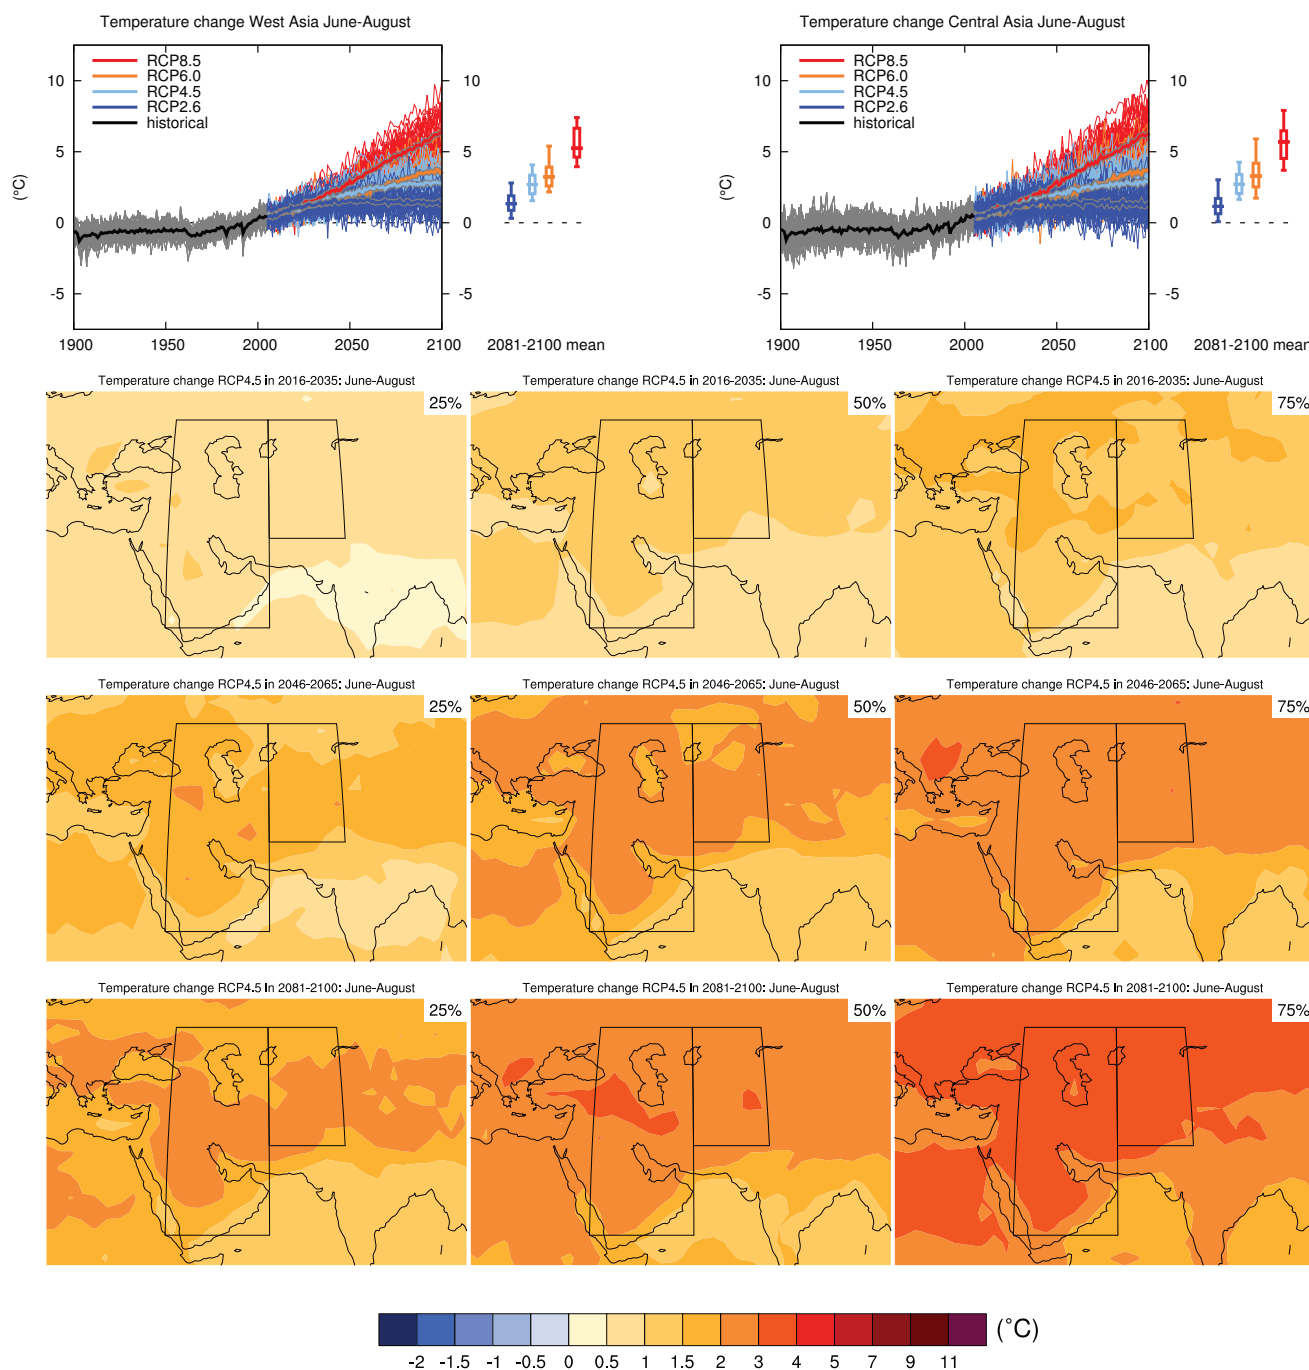 Temperature change West Asia June-August
Temperature change Central Asia June-August
RCP8.5
RCP6.0
RCP4.5
RCP2.6
historical
(°C)
10
5
0
-5
10
5
0
-5
1900
1950
2000
2050
2100
2081-2100 mean
RCP8.5
RCP6.0
RCP4.5
RCP2.6
historical
(°C)
10
5
0
-5
10
5
0
-5
1900
1950
2000
2050
2100
2081-2100 mean
Temperature change RCP4.5 in 2016-2035: June-August
25%
Temperature change RCP4.5 in 2016-2035: June-August
50%
Temperature change RCP4.5 in 2016-2035: June-August
75%
Temperature change RCP4.5 in 2046-2065: June-August
25%
Temperature change RCP4.5 in 2046-2065: June-August
50%
Temperature change RCP4.5 in 2046-2065: June-August
75%
Temperature change RCP4.5 in 2081-2100: June-August
25%
Temperature change RCP4.5 in 2081-2100: June-August
50%
Temperature change RCP4.5 in 2081-2100: June-August
75%
-2 -1.5 -1 -0.5 0 0.5 1 1.5 2 3 4 5 7 9 11
(°C)